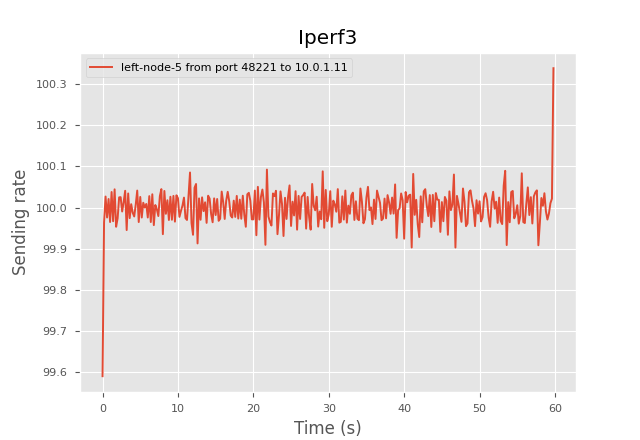 Iperf3
left-node-5 from port 48221 to 10.0.1.11
Sending rate
100.3
100.2
100.1
100.0
99.9
99.8
99.7
99.6
0 10 20 30 40 50 60
Time (s)